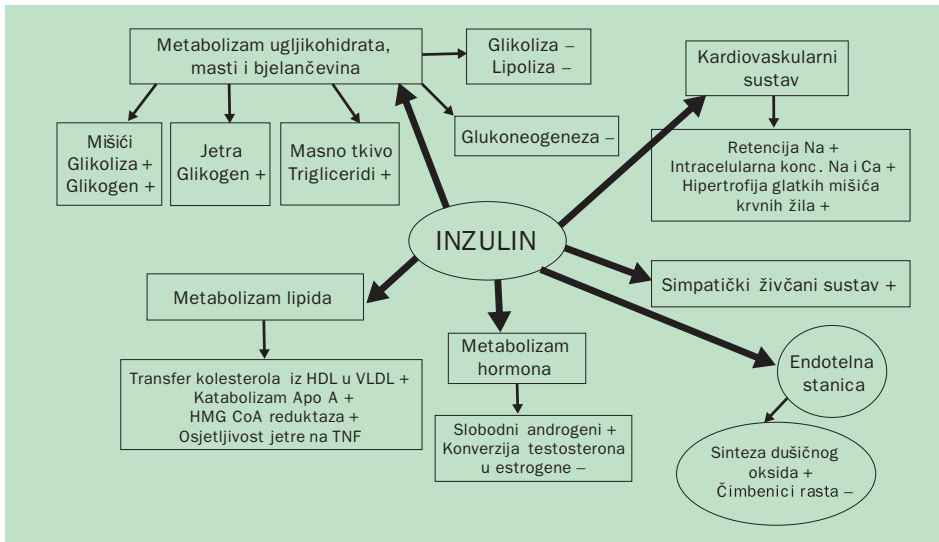 Metabolizam ugljikohidrata,
masti i bjelančevina
Glikoliza –
Lipoliza –
Glukoneogeneza –
Mišići
Glikoliza +
Glikogen +
Jetra
Glikogen +
Masno tkivo
Trigliceridi +
Kardiovaskularni
sustav
Retencija Na +
Intracelularna konc. Na i Ca +
Hipertrofija glatkih mišića
krvnih žila +
INZULIN
Simpatički živčani sustav +
Metabolizam lipida
Transfer kolesterola iz HDL u VLDL +
Katabolizam Apo A +
HMG CoA reduktaza +
Osjetljivost jetre na TNF
Metabolizam
hormona
Slobodni androgeni +
Konverzija testosterona
u estrogene –
Endotelna
stanica
Sinteza dušičnog
oksida +
Čimbenici rasta –